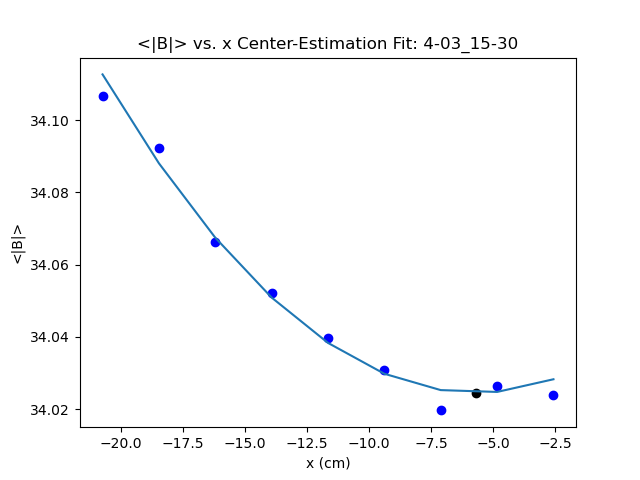 <|B|> vs. x Center-Estimation Fit: 4-03_15-30
34.10
34.08
34.06
34.04
34.02
<|B|>
−20.0 −17.5 −15.0 −12.5 −10.0 −7.5 −5.0 −2.5
x (cm)